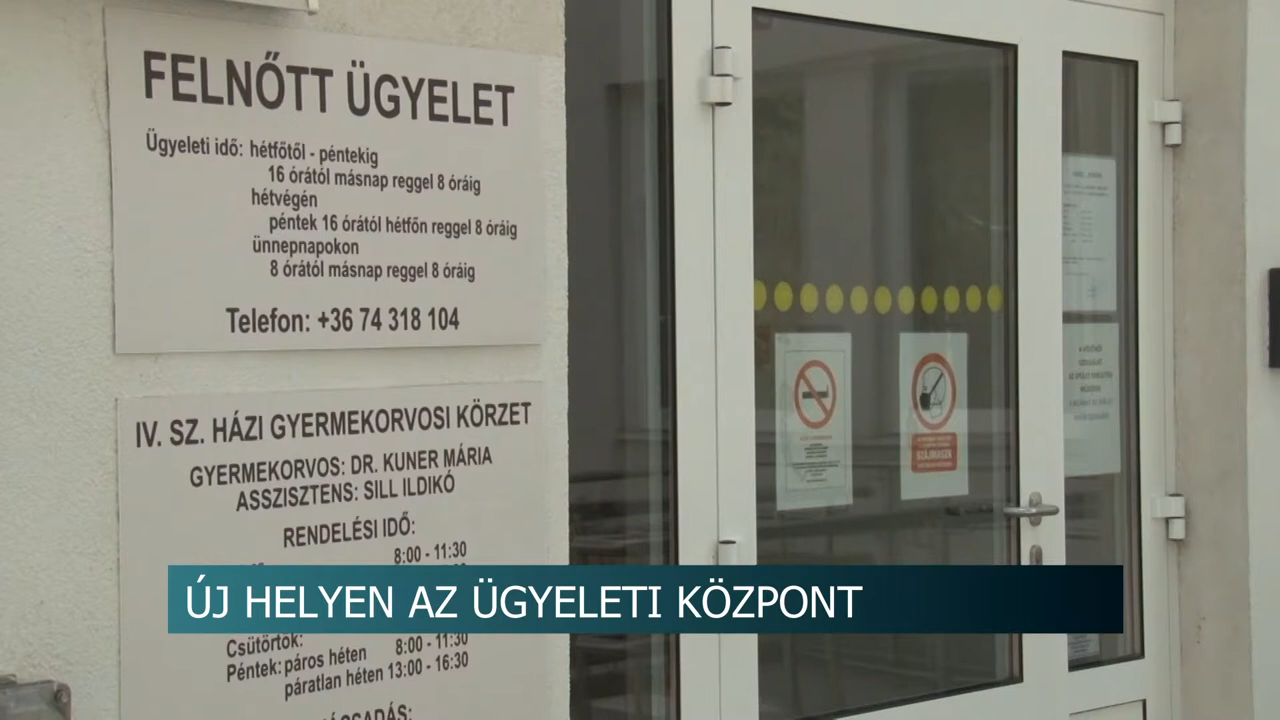 FELNŐTT ÜGYELET
Ügyeleti idő: hétfőtől - péntekig
16 órától másnap reggel 8 óráig
hétvégén
péntek 16 órától hétfőn reggel 8 óráig
ünnepnapokon
8 órától másnap reggel 8 óráig
Telefon: +36 74 318 104
IV. SZ. HÁZI GYERMEKORVOSI KÖRZET
GYERMEKORVOS: DR. KUNER MÁRIA
ASSZISZTENS: SILL ILDIKÓ
RENDELÉSI IDŐ:
8:00 - 11:30
ÚJ HELYEN AZ ÜGYELETI KÖZPONT
Csütörtök: 8:00 - 11:30
Péntek: páros héten 8:00 - 11:30
páratlan héten 13:00 - 16:30
SZÁJMASZK